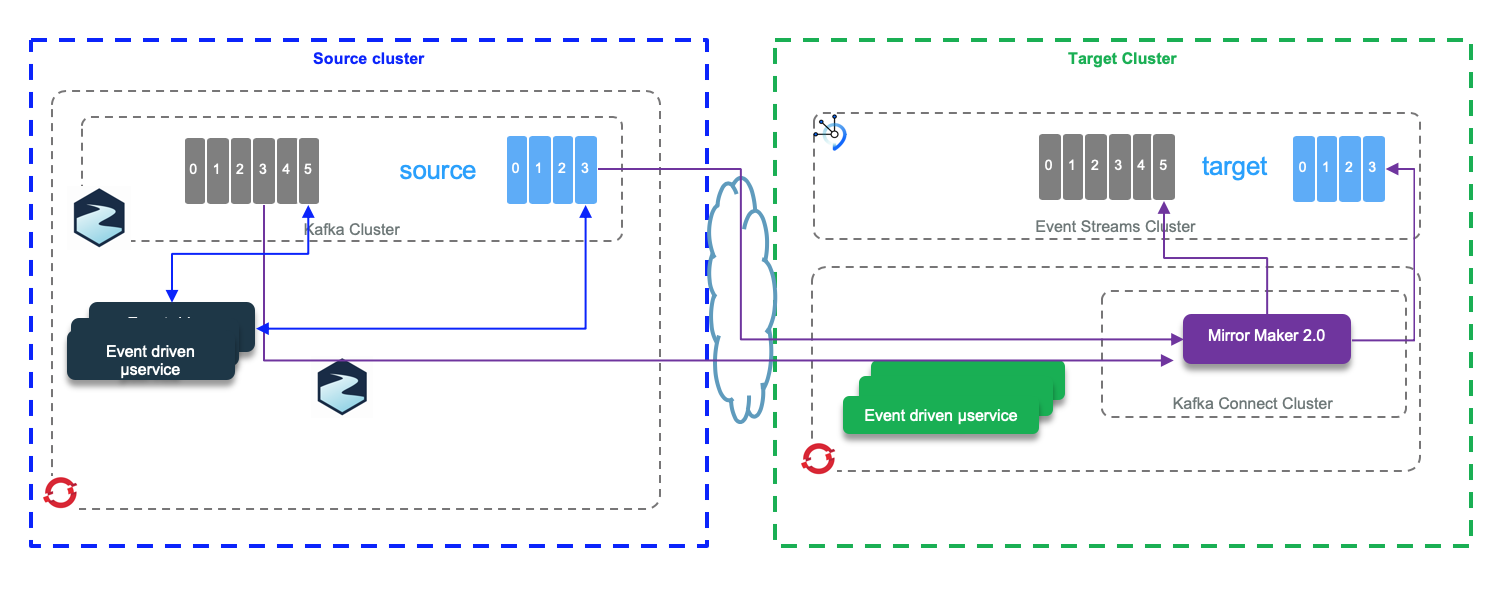 Source cluster
Target Cluster
0 1 2 3 4 5
source
0 1 2 3
Kafka Cluster
Event driven
µservice
0 1 2 3 4 5
target
0 1 2 3
Event Streams Cluster
Mirror Maker 2.0
Kafka Connect Cluster
Event driven µservice